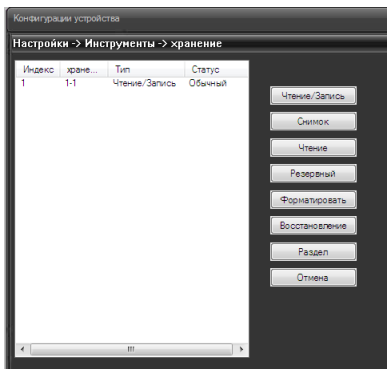 Конфигурации устройства
Настройки -> Инструменты -> хранение
Индекс хране... Тип Статус
1 1-1 Чтение/Запись Обычный
Чтение/Запись
Снимок
Чтение
Резервный
Форматировать
Восстановление
Раздел
Отмена